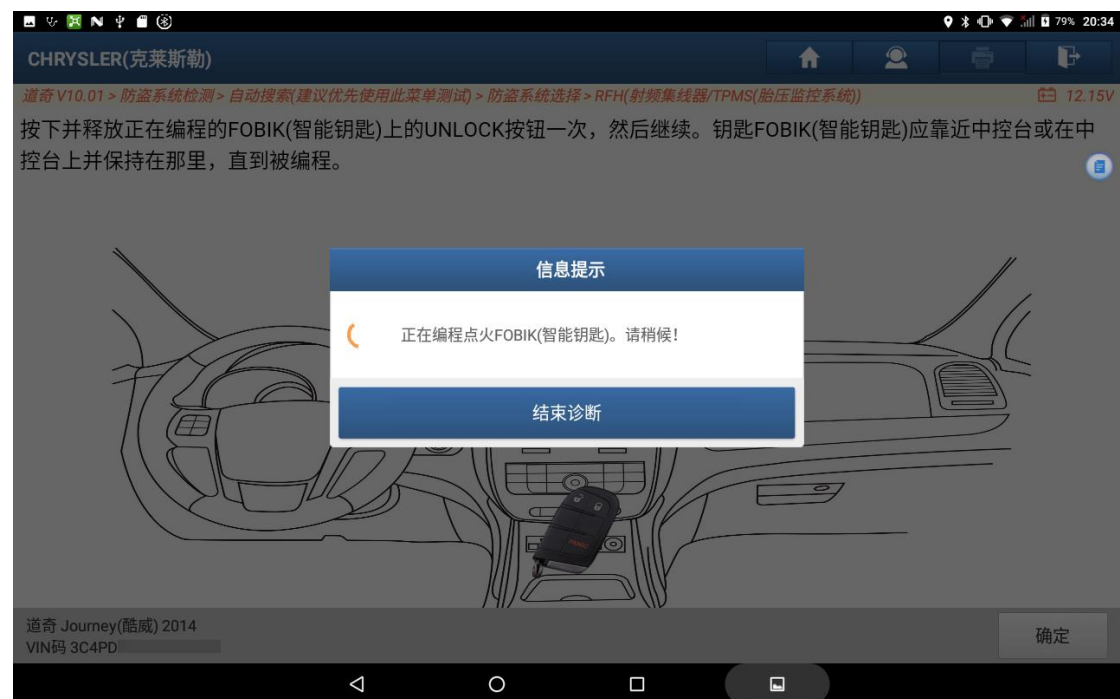 79% 20:34
CHRYSLER(克莱斯勒)
道奇 V10.01 > 防盗系统检测 > 自动搜索(建议优先使用此菜单测试) > 防盗系统选择 > RFH(射频集线器/TPMS(胎压监控系统))
12.15V
按下并释放正在编程的FOBIK(智能钥匙)上的UNLOCK按钮一次，然后继续。钥匙FOBIK(智能钥匙)应靠近中控台或在中
控台上并保持在那里，直到被编程。
信息提示
正在编程点火FOBIK(智能钥匙)。请稍候!
结束诊断
PANIC
道奇 Journey(酷威) 2014
VIN码 3C4PD
确定